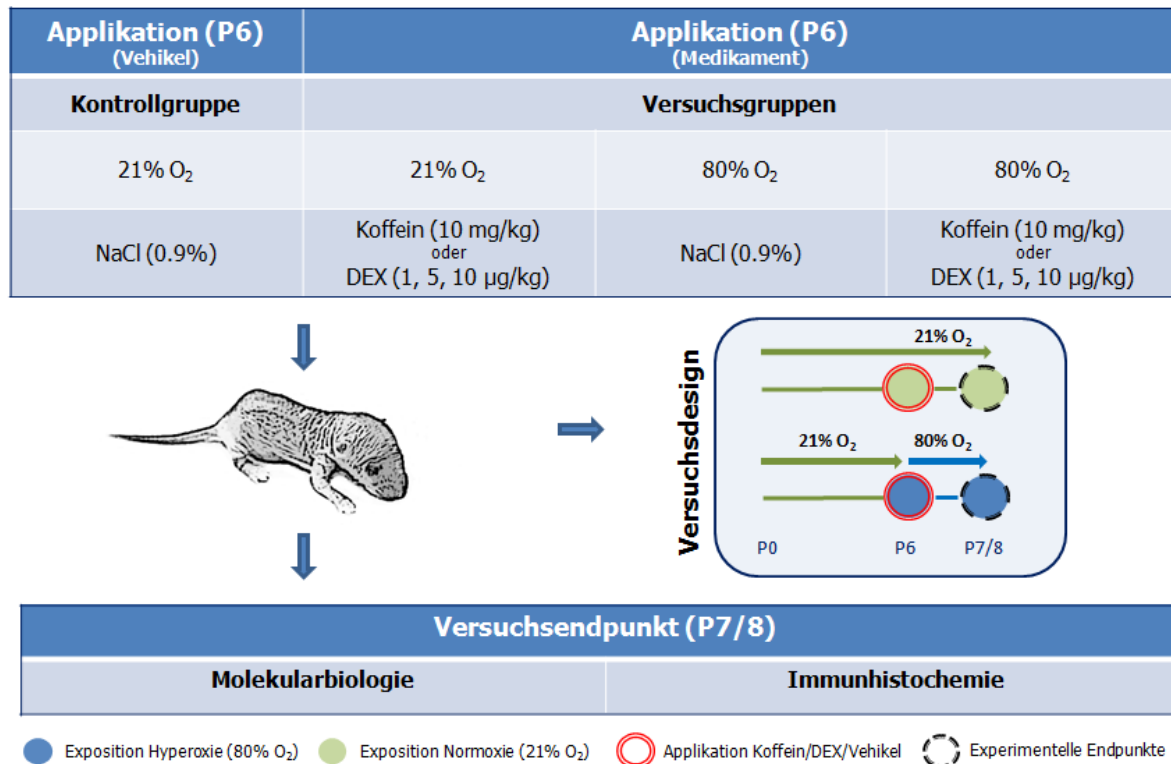 Applikation (P6)
(Vehikel)
Applikation (P6)
(Medikament)
Kontrollgruppe
Versuchsgruppen
21% O₂
21% O₂
80% O₂
80% O₂
NaCl (0.9%)
Koffein (10 mg/kg)
oder
DEX (1, 5, 10 µg/kg)
NaCl (0.9%)
Koffein (10 mg/kg)
oder
DEX (1, 5, 10 µg/kg)
Versuchsdesign
21% O₂
21% O₂
80% O₂
P0
P6
P7/8
Versuchsendpunkt (P7/8)
Molekularbiologie
Immunhistochemie
Exposition Hyperoxie (80% O₂)
Exposition Normoxie (21% O₂)
Applikation Koffein/DEX/Vehikel
Experimentelle Endpunkte